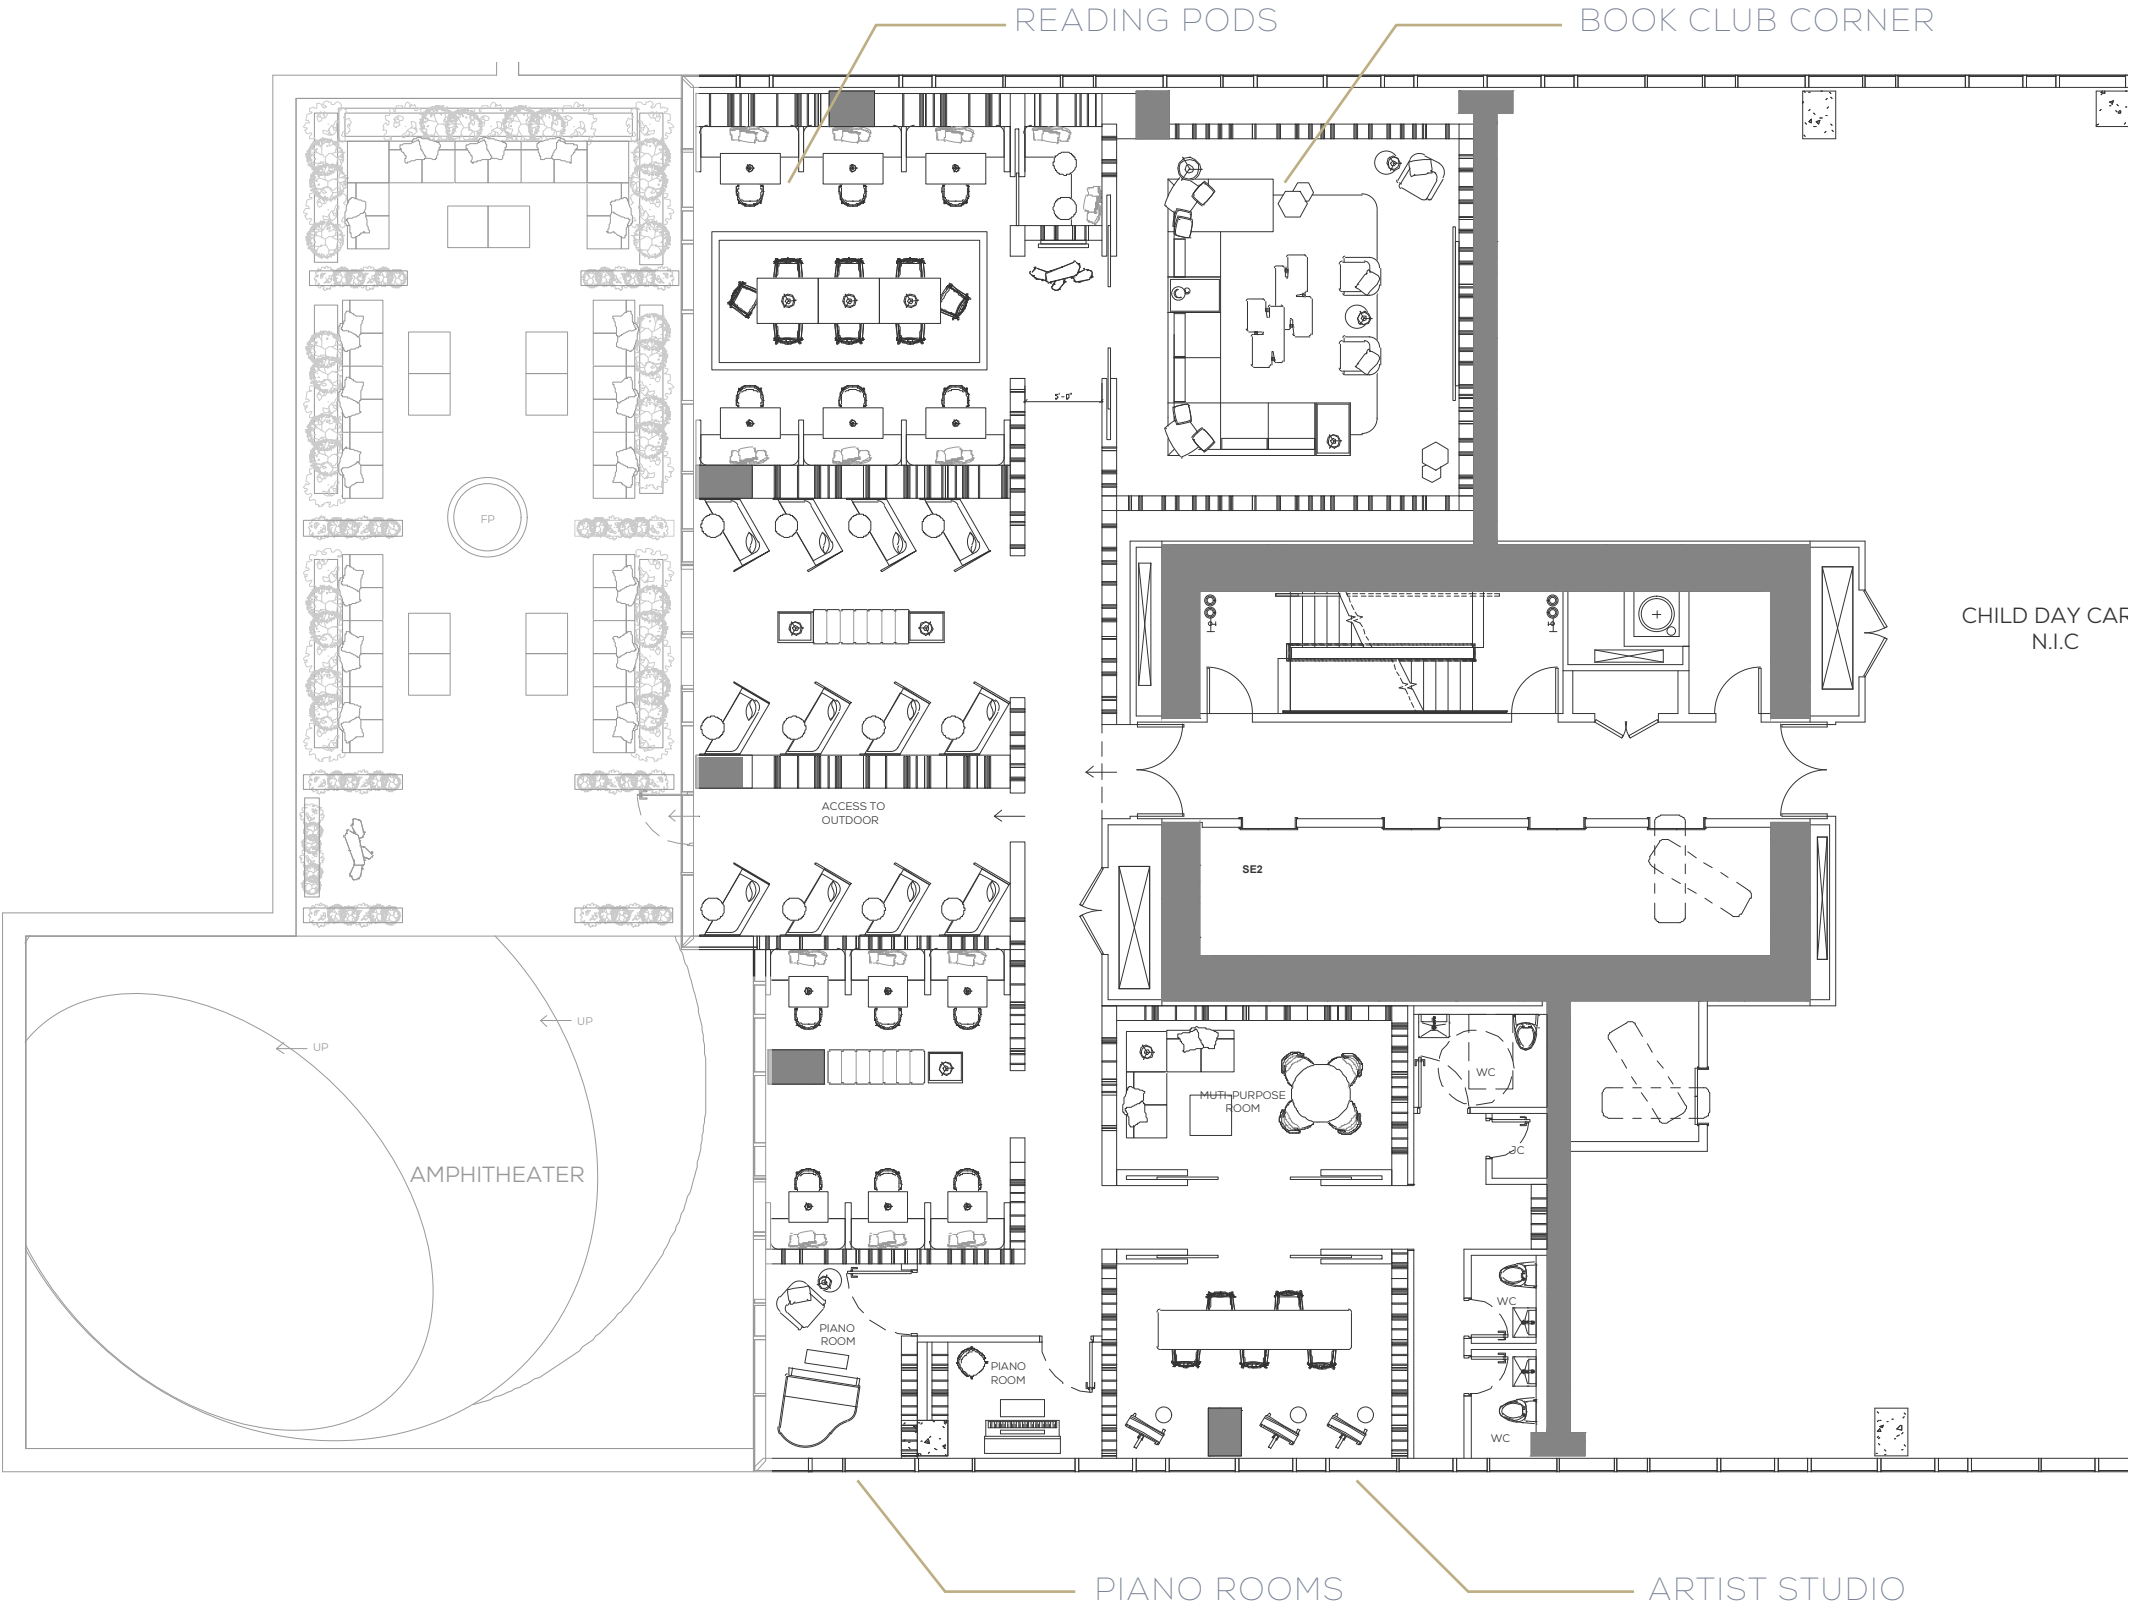 READING PODS
BOOK CLUB CORNER
5'-0"
FP
CHILD DAY CAR
N.I.C
ACCESS TO
OUTDOOR
SE2
UP
UP
WC
MUTI-PURPOSE
ROOM
JC
AMPHITHEATER
WC
PIANO
ROOM
PIANO
ROOM
WC
PIANO ROOMS
ARTIST STUDIO